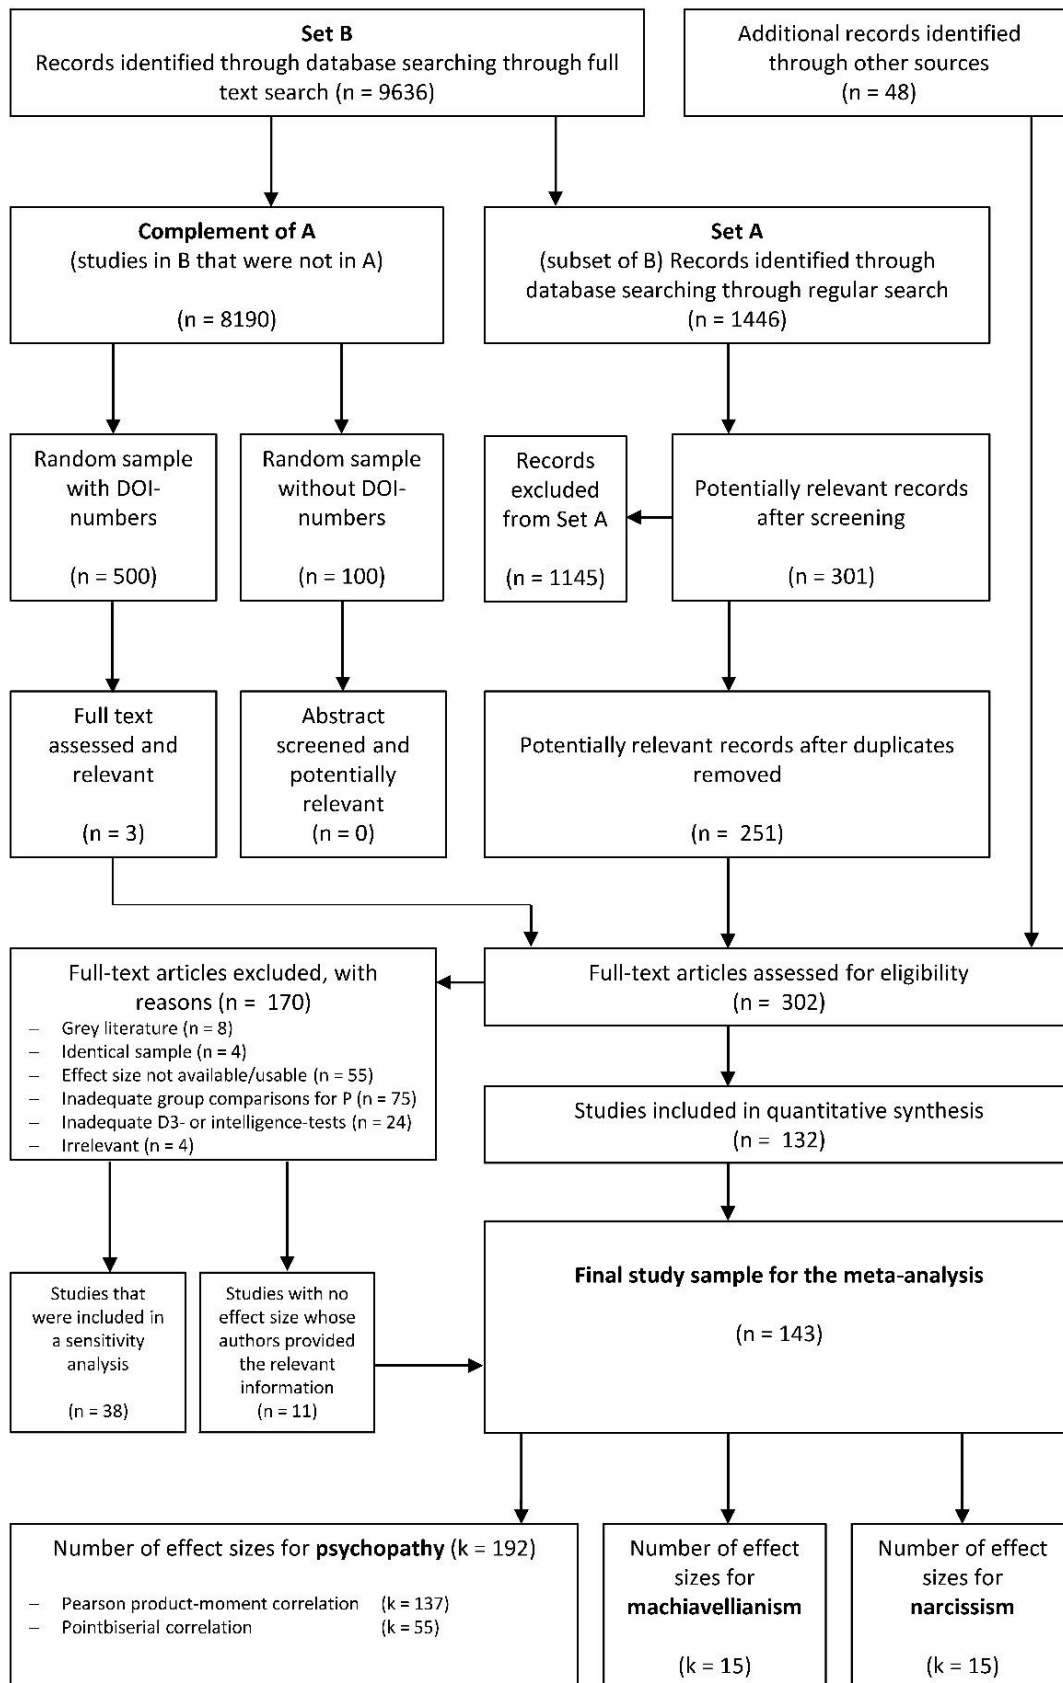 Set B
Records identified through database searching through full
text search (n = 9636)
Additional records identified
through other sources
(n = 48)
Complement of A
(studies in B that were not in A)
(n = 8190)
Set A
(subset of B) Records identified through
database searching through regular search
(n = 1446)
Random sample
with DOI-
numbers
(n = 500)
Random sample
without DOI-
numbers
(n = 100)
Records
excluded
from Set A
(n = 1145)
Potentially relevant records
after screening
(n = 301)
Full text
assessed and
relevant
(n = 3)
Abstract
screened and
potentially
relevant
(n = 0)
Potentially relevant records after duplicates
removed
(n = 251)
Full-text articles excluded, with
reasons (n = 170)
– Grey literature (n = 8)
– Identical sample (n = 4)
– Effect size not available/usable (n = 55)
– Inadequate group comparisons for P (n = 75)
– Inadequate D3- or intelligence-tests (n = 24)
– Irrelevant (n = 4)
Full-text articles assessed for eligibility
(n = 302)
Studies included in quantitative synthesis
(n = 132)
Studies that
were included in
a sensitivity
analysis
(n = 38)
Studies with no
effect size whose
authors provided
the relevant
information
(n = 11)
Final study sample for the meta-analysis
(n = 143)
Number of effect sizes for psychopathy (k = 192)
– Pearson product-moment correlation (k = 137)
– Pointbiserial correlation (k = 55)
Number of effect
sizes for
machiavellianism
(k = 15)
Number of effect
sizes for
narcissism
(k = 15)